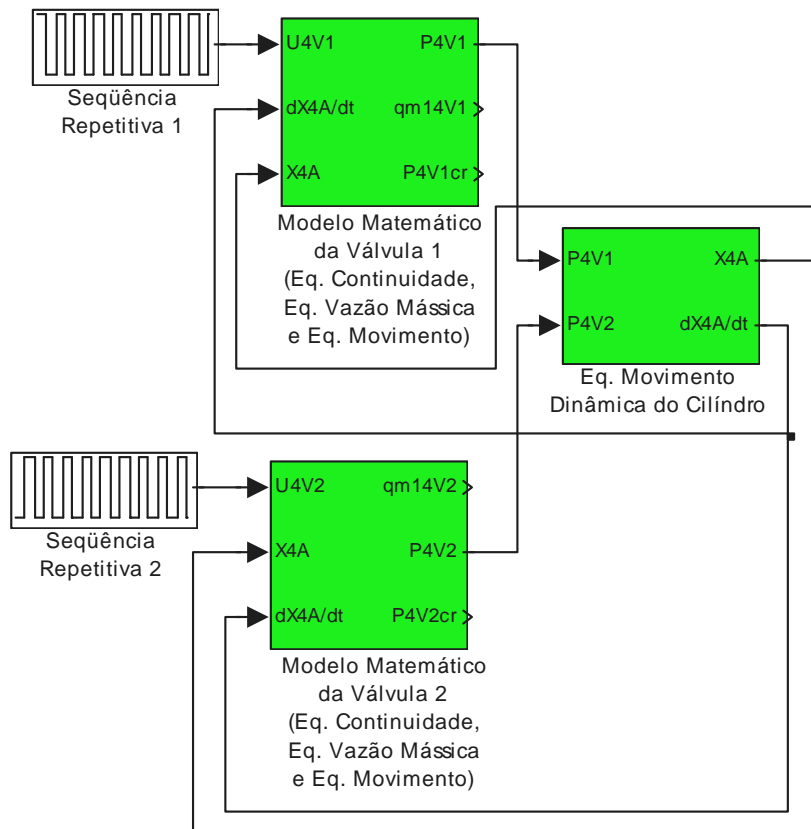 U4V1
P4V1
dX4A/dt
qm14V1
X4A
P4V1cr
Seqüência
Repetitiva 1
Modelo Matemático
da Válvula 1
(Eq. Continuidade,
Eq. Vazão Mássica
e Eq. Movimento)
P4V1
X4A
P4V2
dX4A/dt
Eq. Movimento
Dinâmica do Cilíndro
U4V2
qm14V2
X4A
P4V2
dX4A/dt
P4V2cr
Seqüência
Repetitiva 2
Modelo Matemático
da Válvula 2
(Eq. Continuidade,
Eq. Vazão Mássica
e Eq. Movimento)